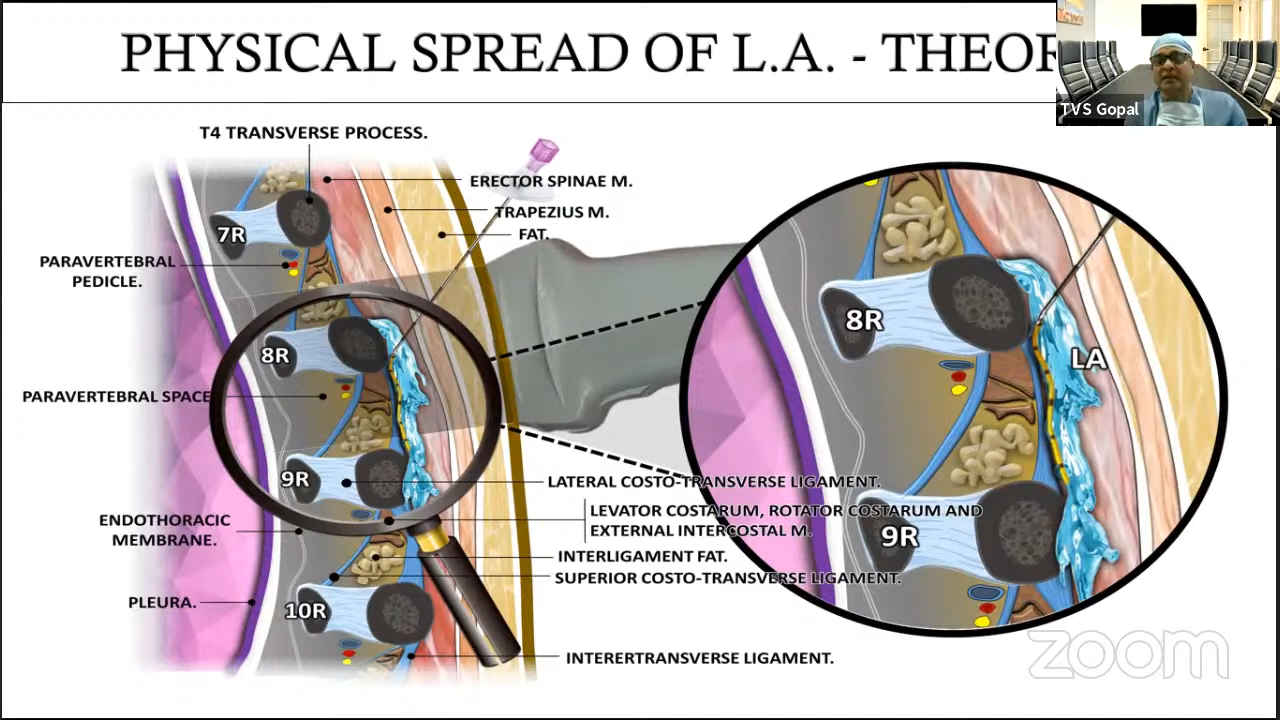 PHYSICAL SPREAD OF L.A. - THEOR
TVS Gopal
T4 TRANSVERSE PROCESS.
ERECTOR SPINAE M.
TRAPEZIUS M.
FAT.
7R
PARAVERTEBRAL
PEDICLE.
8R
PARAVERTEBRAL SPACE
9R
LATERAL COSTO-TRANSVERSE LIGAMENT.
LEVATOR COSTARUM, ROTATOR COSTARUM AND
EXTERNAL INTERCOSTAL M.
ENDOTHORACIC
MEMBRANE.
INTERLIGAMENT FAT.
SUPERIOR COSTO-TRANSVERSE LIGAMENT.
PLEURA.
10R
INTERERTRANSVERSE LIGAMENT.
8R
LA
9R
zoom